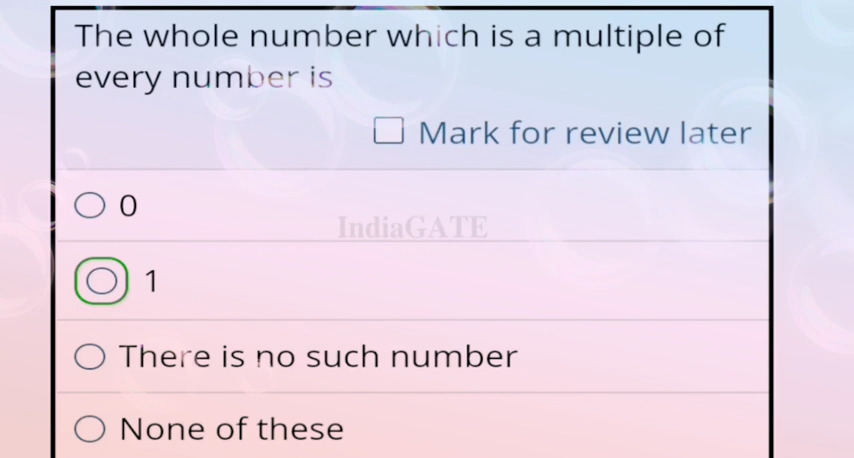 The whole number which is a multiple of
every number is
Mark for review later
0
IndiaGATE
1
There is no such number
None of these